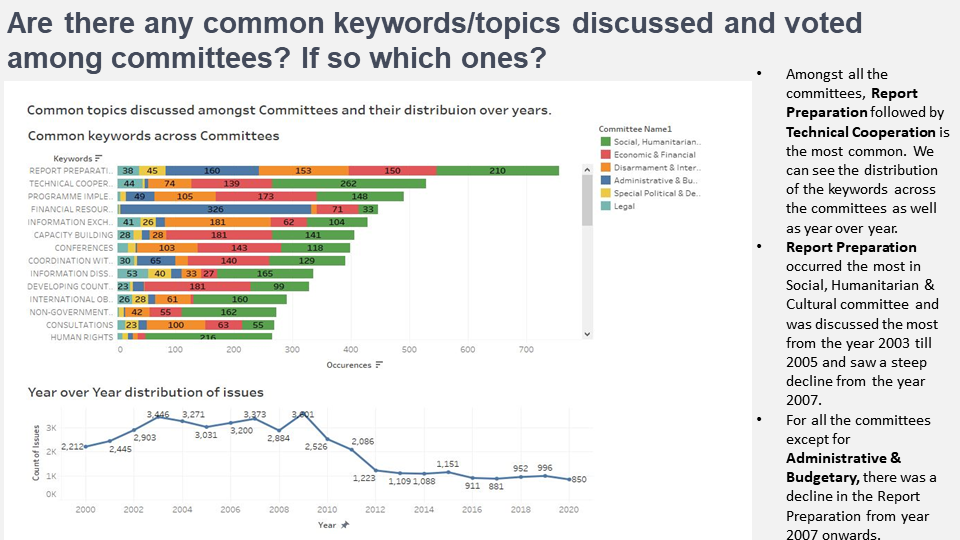 Are there any common keywords/topics discussed and voted
among committees? If so which ones?
Common topics discussed amongst Committees and their distribuion over years.
Common keywords across Committees
Keywords
REPORT PREPARATI.. 38 45 160 153 150 210
TECHNICAL COOPER.. 44 74 139 262
PROGRAMME IMPLE.. 49 105 173 148
FINANCIAL RESOUR.. 326 71 33
INFORMATION EXCH.. 41 26 181 62 104
CAPACITY BUILDING 28 28 181 141
CONFERENCES 103 143 118
COORDINATION WIT.. 30 65 140 129
INFORMATION DISS.. 53 40 33 27 165
DEVELOPING COUNT.. 23 181 99
INTERNATIONAL OB.. 26 28 61 160
NON-GOVERNMENT.. 42 55 162
CONSULTATIONS 23 100 63 55
HUMAN RIGHTS 216
0 100 200 300 400 500 600 700
Occurences
Committee Name1
Social, Humanitarian..
Economic & Financial
Disarmament & Inter..
Administrative & Bu..
Special Political & De..
Legal
Year over Year distribution of issues
Count of Issues
3K
2K
1K
0K
2,212 2,445 2,903 3,446 3,271 3,031 3,200 3,373 2,884 2,526 2,086 1,223 1,109 1,088 1,151 911 881 952 996 850
2000 2002 2004 2006 2008 2010 2012 2014 2016 2018 2020
Year
• Amongst all the
committees, Report
Preparation followed by
Technical Cooperation is
the most common. We
can see the distribution
of the keywords across
the committees as well
as year over year.
• Report Preparation
occurred the most in
Social, Humanitarian &
Cultural committee and
was discussed the most
from the year 2003 till
2005 and saw a steep
decline from the year
2007.
• For all the committees
except for
Administrative &
Budgetary, there was a
decline in the Report
Preparation from year
2007 onwards.